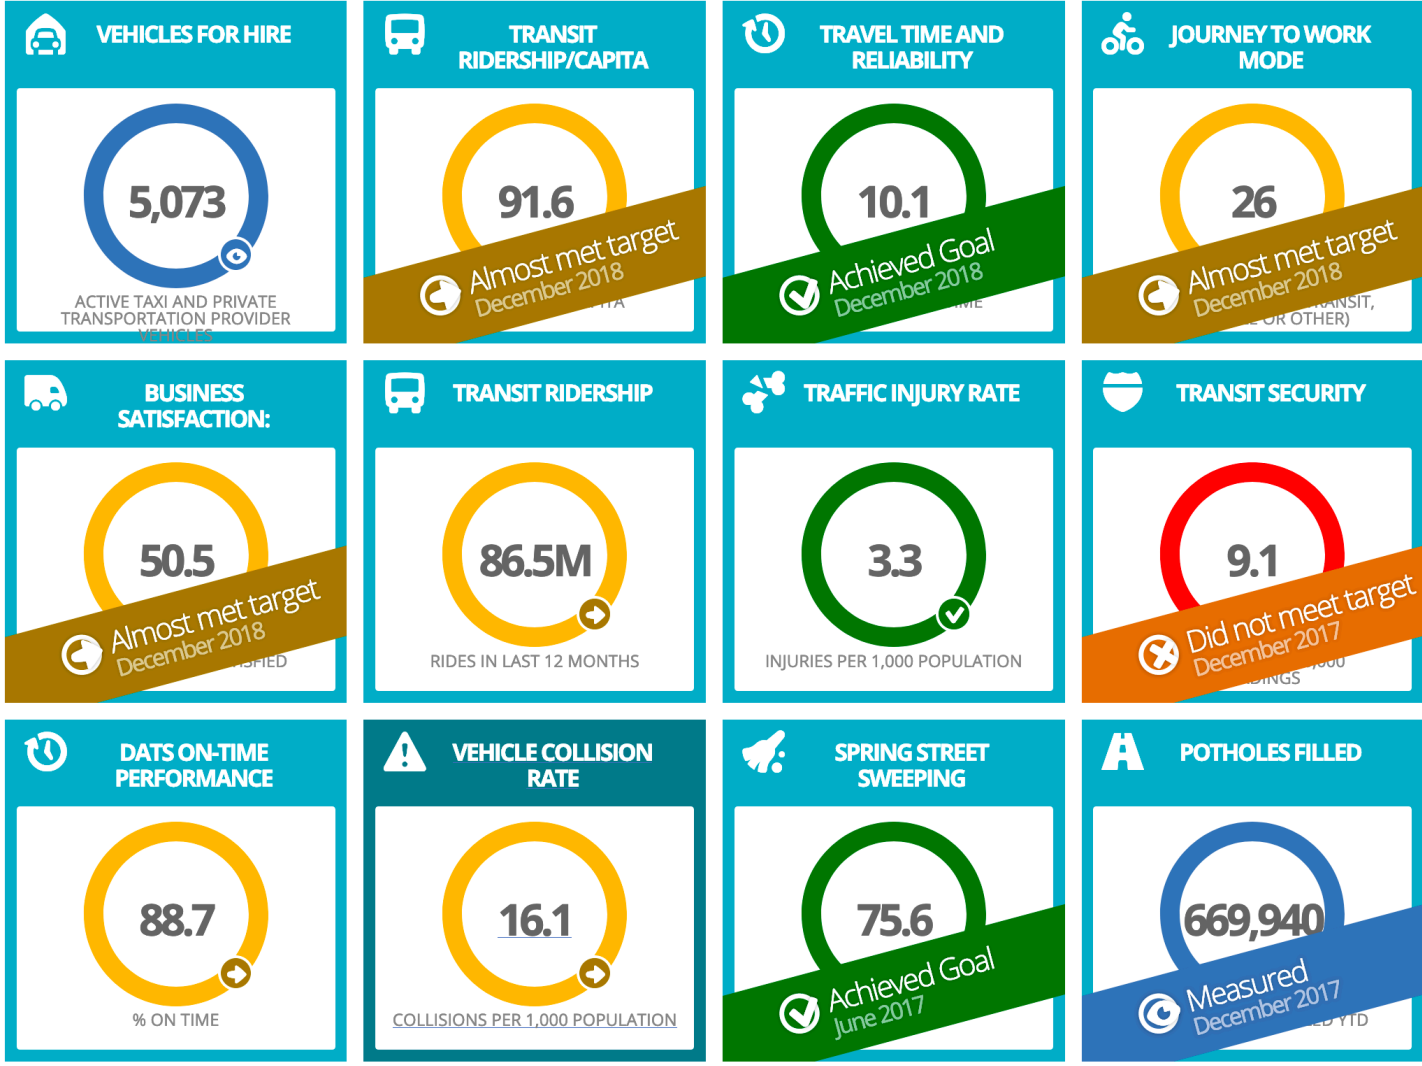 VEHICLES FOR HIRE
5,073
ACTIVE TAXI AND PRIVATE
TRANSPORTATION PROVIDER
VEHICLES
TRANSIT
RIDERSHIP/CAPITA
91.6
Almost met target
December 2018
TRAVEL TIME AND
RELIABILITY
10.1
Achieved Goal
December 2018
JOURNEY TO WORK
MODE
26
Almost met target
December 2018
OR OTHER)
BUSINESS
SATISFACTION:
50.5
Almost met target
December 2018
TRANSIT RIDERSHIP
86.5M
RIDES IN LAST 12 MONTHS
TRAFFIC INJURY RATE
3.3
INJURIES PER 1,000 POPULATION
TRANSIT SECURITY
9.1
Did not meet target
December 2017
DATS ON-TIME
PERFORMANCE
88.7
% ON TIME
VEHICLE COLLISION
RATE
16.1
COLLISIONS PER 1,000 POPULATION
SPRING STREET
SWEEPING
75.6
Achieved Goal
June 2017
POTHOLES FILLED
669,940
Measured
December 2017
YTD